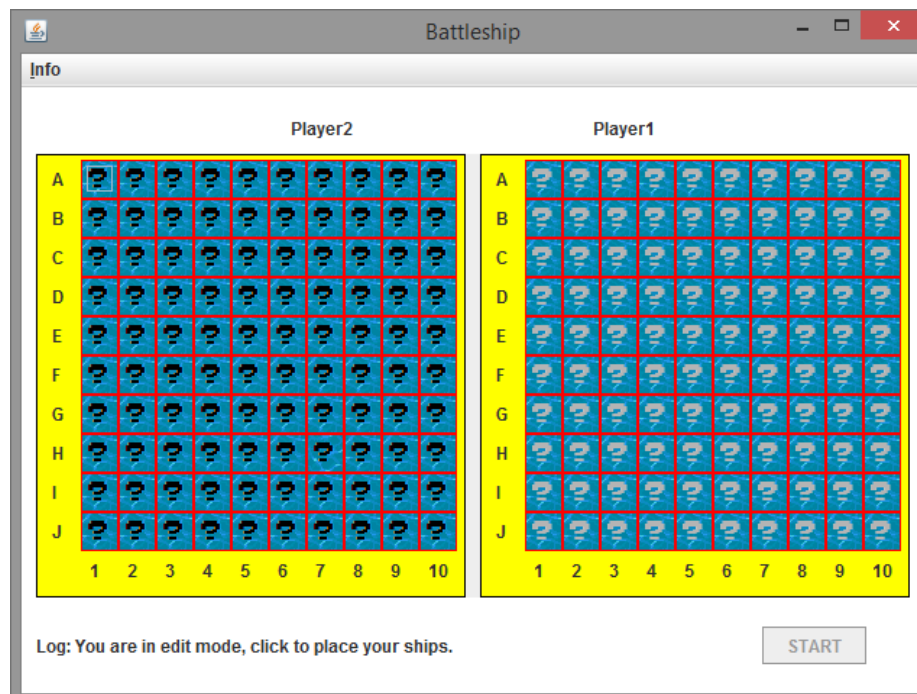 Battleship
Info
Player2 Player1
A ? ? ? ? ? ? ? ? ? ? A ? ? ? ? ? ? ? ? ? ?
B ? ? ? ? ? ? ? ? ? ? B ? ? ? ? ? ? ? ? ? ?
C ? ? ? ? ? ? ? ? ? ? C ? ? ? ? ? ? ? ? ? ?
D ? ? ? ? ? ? ? ? ? ? D ? ? ? ? ? ? ? ? ? ?
E ? ? ? ? ? ? ? ? ? ? E ? ? ? ? ? ? ? ? ? ?
F ? ? ? ? ? ? ? ? ? ? F ? ? ? ? ? ? ? ? ? ?
G ? ? ? ? ? ? ? ? ? ? G ? ? ? ? ? ? ? ? ? ?
H ? ? ? ? ? ? ? ? ? ? H ? ? ? ? ? ? ? ? ? ?
I ? ? ? ? ? ? ? ? ? ? I ? ? ? ? ? ? ? ? ? ?
J ? ? ? ? ? ? ? ? ? ? J ? ? ? ? ? ? ? ? ? ?
1 2 3 4 5 6 7 8 9 10 1 2 3 4 5 6 7 8 9 10
Log: You are in edit mode, click to place your ships. START